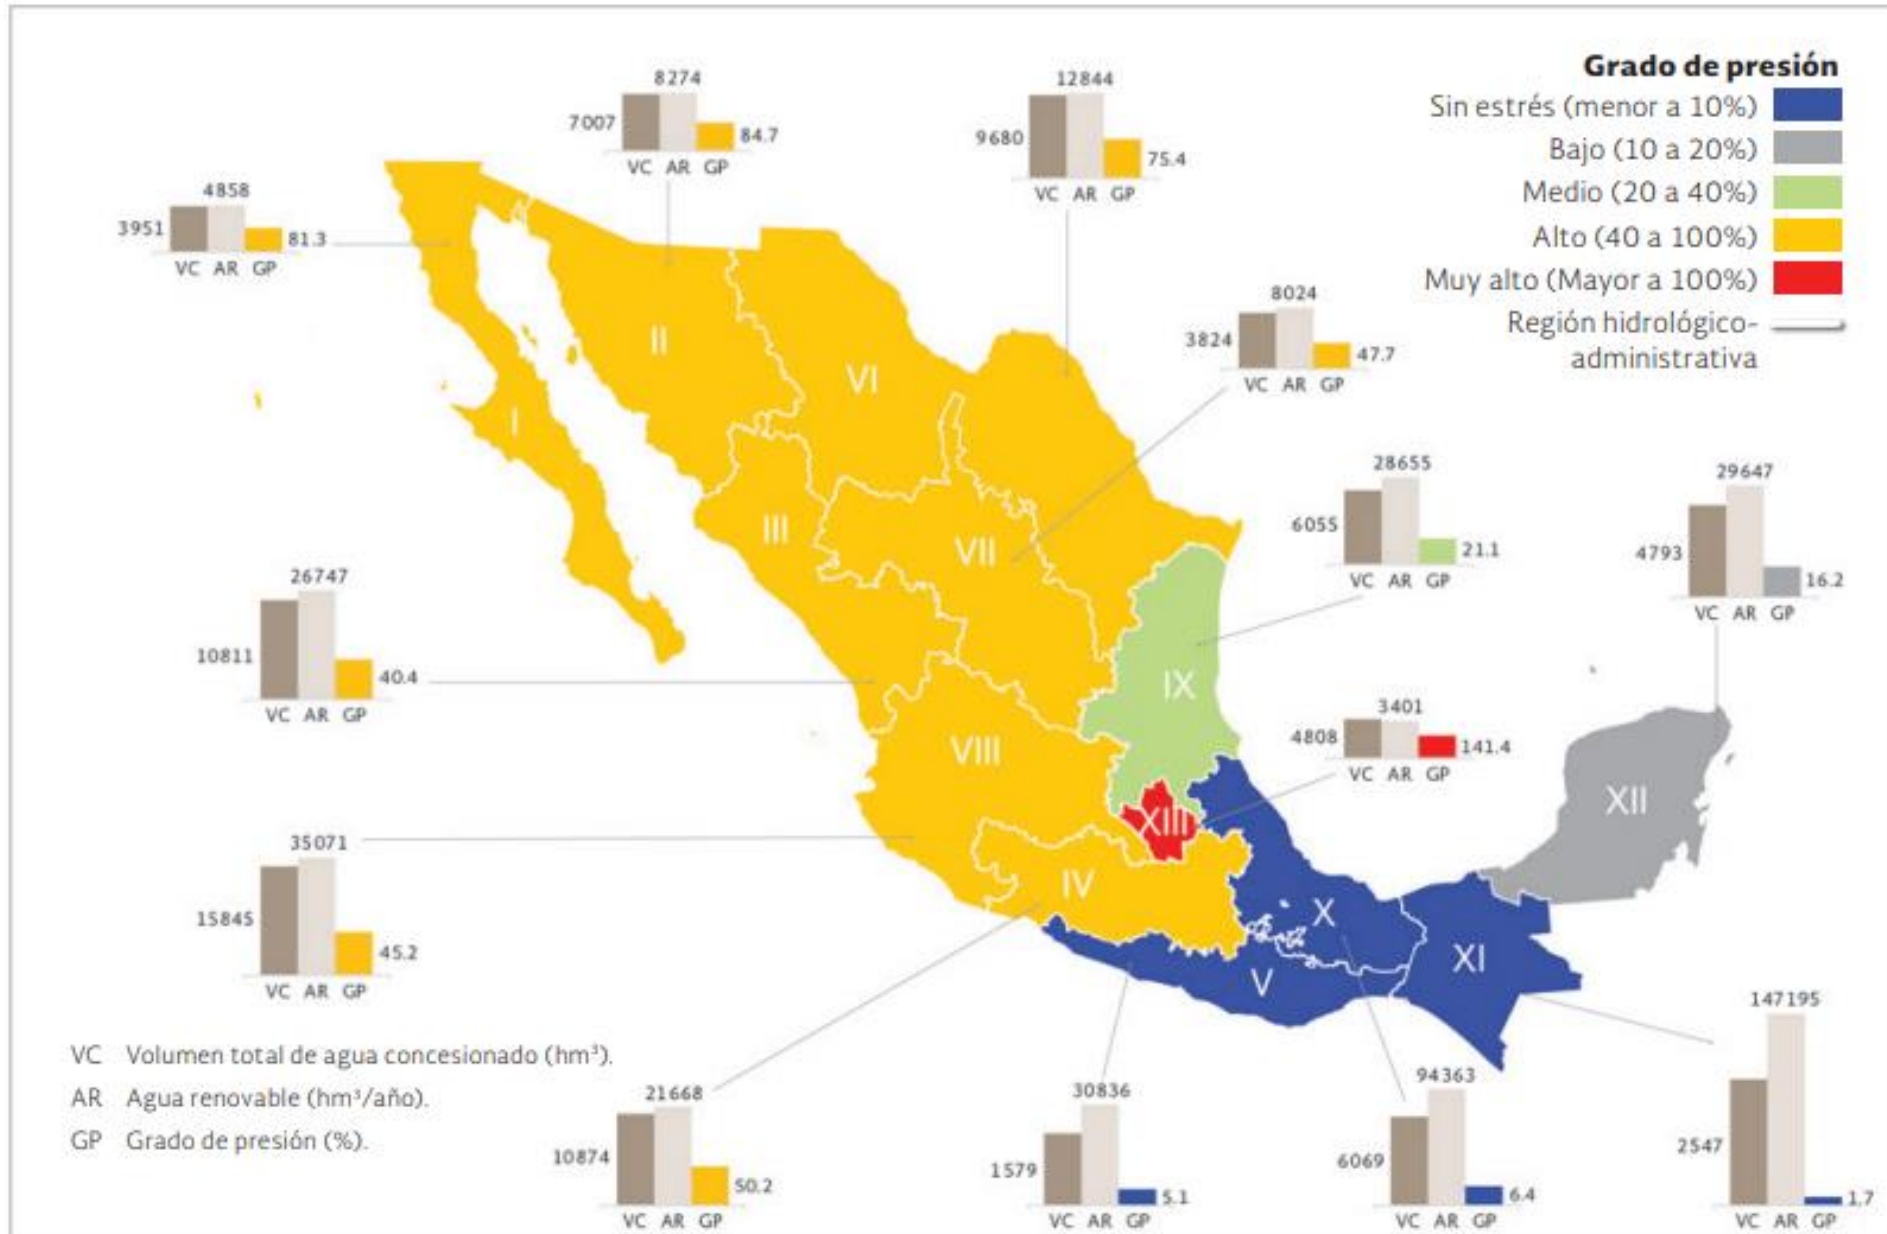 Grado de presión
Sin estrés (menor a 10%)
Bajo (10 a 20%)
Medio (20 a 40%)
Alto (40 a 100%)
Muy alto (Mayor a 100%)
Región hidrológico-
administrativa
8274
7007
84.7
VC AR GP
12844
9680
75.4
VC AR GP
4858
3951
81.3
VC AR GP
8024
3824
47.7
VC AR GP
28655
6055
21.1
VC AR GP
29647
4793
16.2
VC AR GP
26747
10811
40.4
VC AR GP
3401
4808
141.4
VC AR GP
35071
15845
45.2
VC AR GP
I
II
VI
III
VII
IX
VIII
XIII
XII
IV
X
XI
V
VC Volumen total de agua concesionado (hm³).
AR Agua renovable (hm³/año).
GP Grado de presión (%).
21668
10874
50.2
VC AR GP
30836
1579
5.1
VC AR GP
94363
6069
6.4
VC AR GP
147195
2547
1.7
VC AR GP